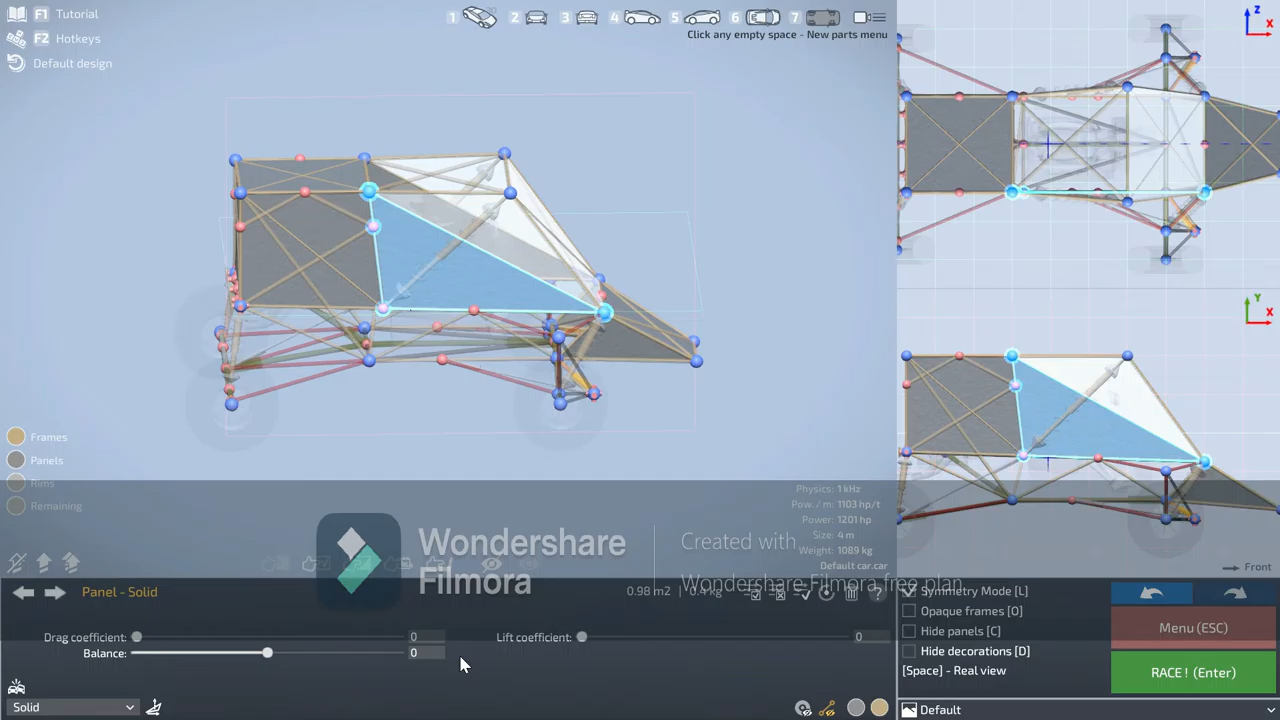 F1 Tutorial
F2 Hotkeys
Default design
1 2 3 4 5 6 7
Click any empty space - New parts menu
Z
X
Y
X
Frames
Panels
Rims
Remaining
Physics: 1 kHz
Pow. / m: 1103 hp/t
Power: 1201 hp
Size: 4 m
Weight: 1089 kg
Default car.car
Front
Wondershare
Filmora
Created with
Wondershare Filmora free plan
Panel - Solid
0.98 m2 | 0.4 kg
Drag coefficient: 0
Lift coefficient: 0
Balance: 0
Solid
Symmetry Mode [L]
Opaque frames [O]
Hide panels [C]
Hide decorations [D]
[Space] - Real view
Menu (ESC)
RACE! (Enter)
Default